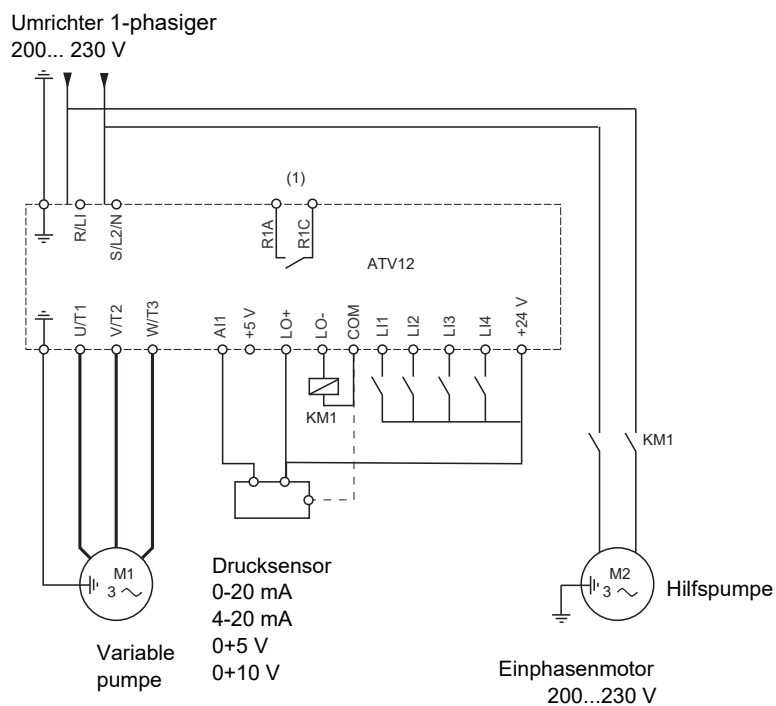 Umrichter 1-phasiger
200... 230 V
(1)
R/LI
S/L2/N
R1A
R1C
ATV12
U/T1
V/T2
W/T3
AI1
+5 V
LO+
LO-
COM
LI1
LI2
LI3
LI4
+24 V
KM1
KM1
M1
3
M2
3
Hilfspumpe
Drucksensor
0-20 mA
4-20 mA
0+5 V
0+10 V
Variable
pumpe
Einphasenmotor
200...230 V